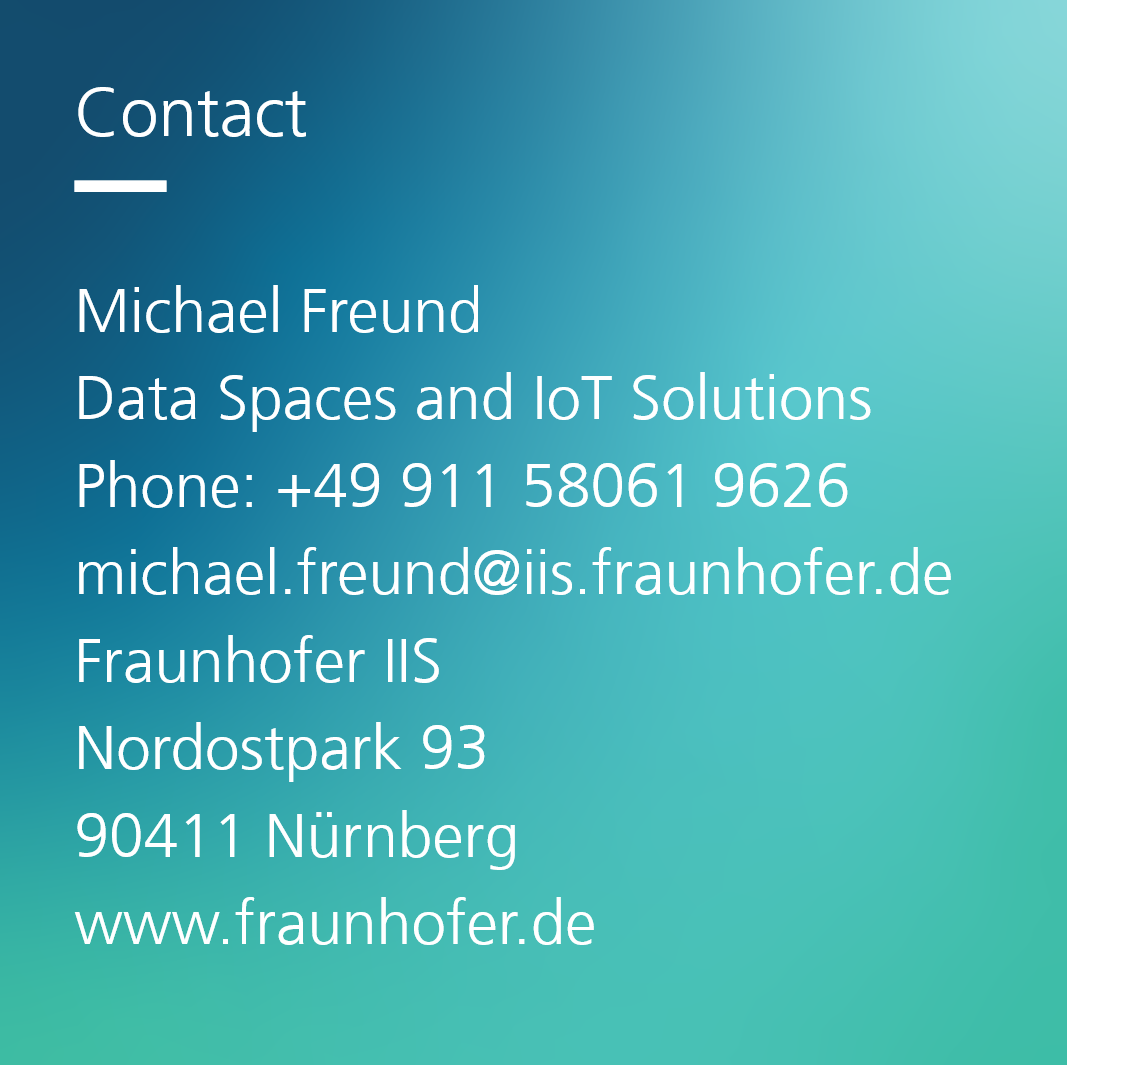 Contact
Michael Freund
Data Spaces and IoT Solutions
Phone: +49 911 58061 9626
michael.freund@iis.fraunhofer.de
Fraunhofer IIS
Nordostpark 93
90411 Nürnberg
www.fraunhofer.de